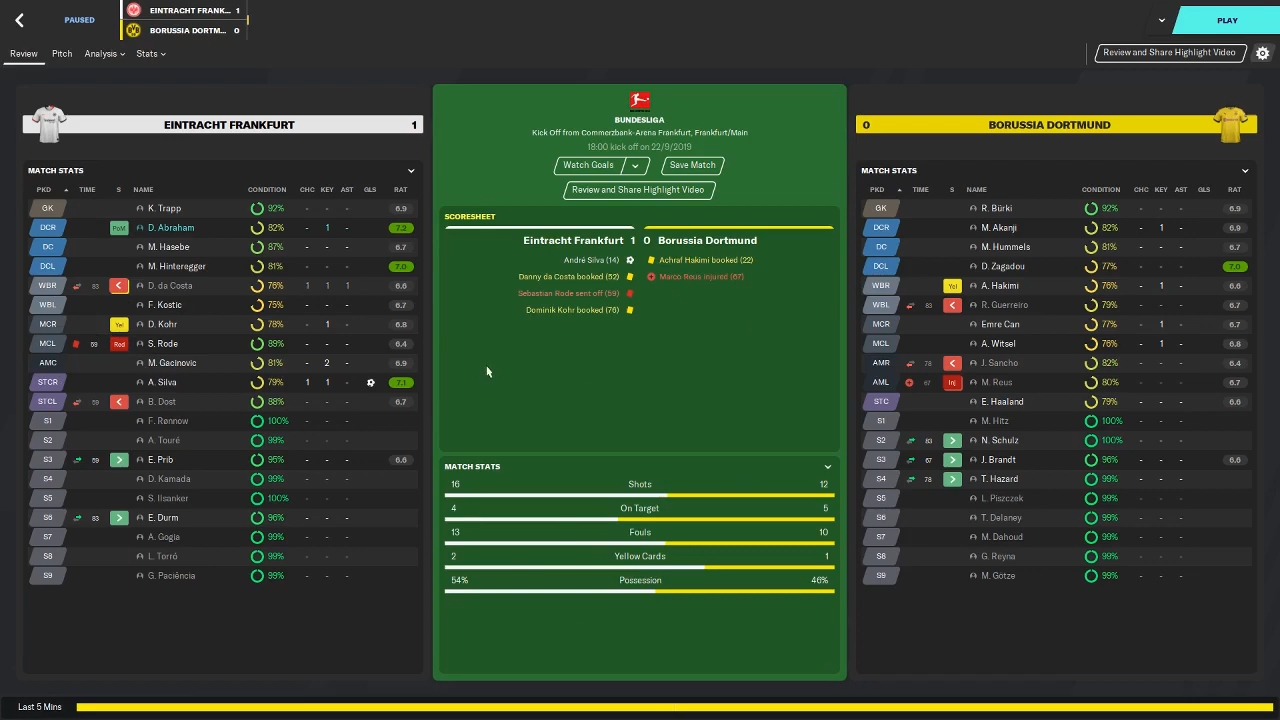 PAUSED
EINTRACHT FRANK... 1
BORUSSIA DORTM... 0
PLAY
Review Pitch Analysis Stats
Review and Share Highlight Video
EINTRACHT FRANKFURT 1
MATCH STATS
PKD TIME S NAME CONDITION CHC KEY AST GLS RAT
GK K. Trapp 92% - - - 6.9
DCR PoM D. Abraham 82% - 1 - 7.2
DC M. Hasebe 87% - - - 6.9
DCL M. Hinteregger 81% - - - 7.0
WBR 83 D. da Costa 76% 1 1 1 6.6
WBL F. Kostic 75% - - - 6.6
MCR Yel D. Kohr 78% - 1 - 6.8
MCL 59 Red S. Rode 89% - - - 6.4
AMC M. Gacinovic 81% - 2 - 6.9
STCR A. Silva 79% 1 1 - 7.1
STCL 59 B. Dost 88% - - - 6.7
S1 F. Rønnow 100% - - -
S2 A. Touré 99% - - -
S3 59 E. Prib 95% - - - 6.6
S4 D. Kamada 99% - - -
S5 S. Ilsanker 100% - - -
S6 83 E. Durm 96% - - -
S7 A. Gogia 99% - - -
S8 L. Torró 99% - - -
S9 G. Paciência 99% - - -
BUNDESLIGA
Kick Off from Commerzbank-Arena Frankfurt, Frankfurt/Main
18:00 kick off on 22/9/2019
Watch Goals Save Match
Review and Share Highlight Video
SCORESHEET
Eintracht Frankfurt 1 0 Borussia Dortmund
André Silva (14) Achraf Hakimi booked (22)
Danny da Costa booked (52) Marco Reus injured (67)
Sebastian Rode sent off (59)
Dominik Kohr booked (76)
MATCH STATS
16 Shots 12
4 On Target 5
13 Fouls 10
2 Yellow Cards 1
54% Possession 46%
0 BORUSSIA DORTMUND
MATCH STATS
PKD TIME S NAME CONDITION CHC KEY AST GLS RAT
GK R. Bürki 92% - - - 6.9
DCR M. Akanji 82% - 1 - 6.7
DC M. Hummels 81% - - - 6.7
DCL D. Zagadou 77% - - - 7.0
WBR Yel A. Hakimi 76% - 1 - 6.6
WBL 83 R. Guerreiro 75% - - - 6.7
MCR Emre Can 77% - 1 - 6.7
MCL A. Witsel 76% - 1 - 6.8
AMR 78 J. Sancho 82% - - - 6.4
AML 67 Inj M. Reus 80% - - - 6.7
STC E. Haaland 79% - - - 6.6
S1 M. Hitz 100% - - -
S2 83 N. Schulz 100% - - -
S3 67 J. Brandt 96% - - - 6.6
S4 78 T. Hazard 99% - - -
S5 L. Piszczek 99% - - -
S6 T. Delaney 99% - - -
S7 M. Dahoud 99% - - -
S8 G. Reyna 99% - - -
S9 M. Götze 99% - - -
Last 5 Mins